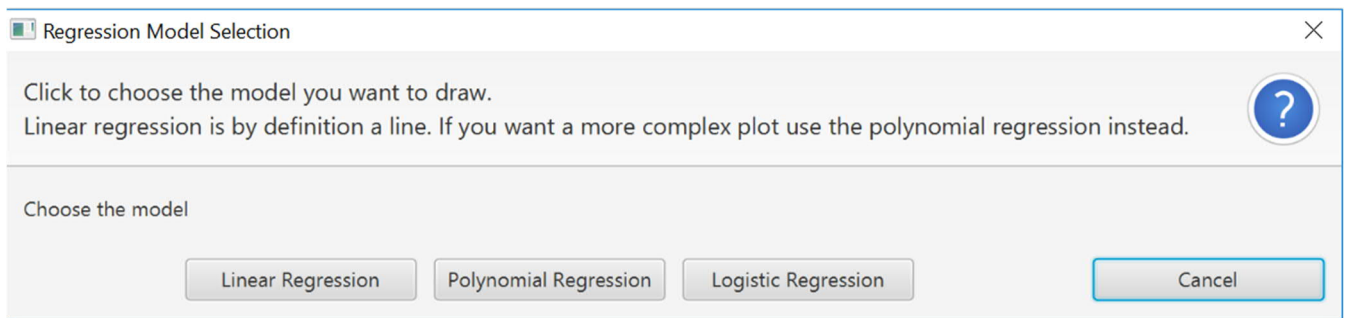 Regression Model Selection
Click to choose the model you want to draw.
Linear regression is by definition a line. If you want a more complex plot use the polynomial regression instead.
?
Choose the model
Linear Regression
Polynomial Regression
Logistic Regression
Cancel